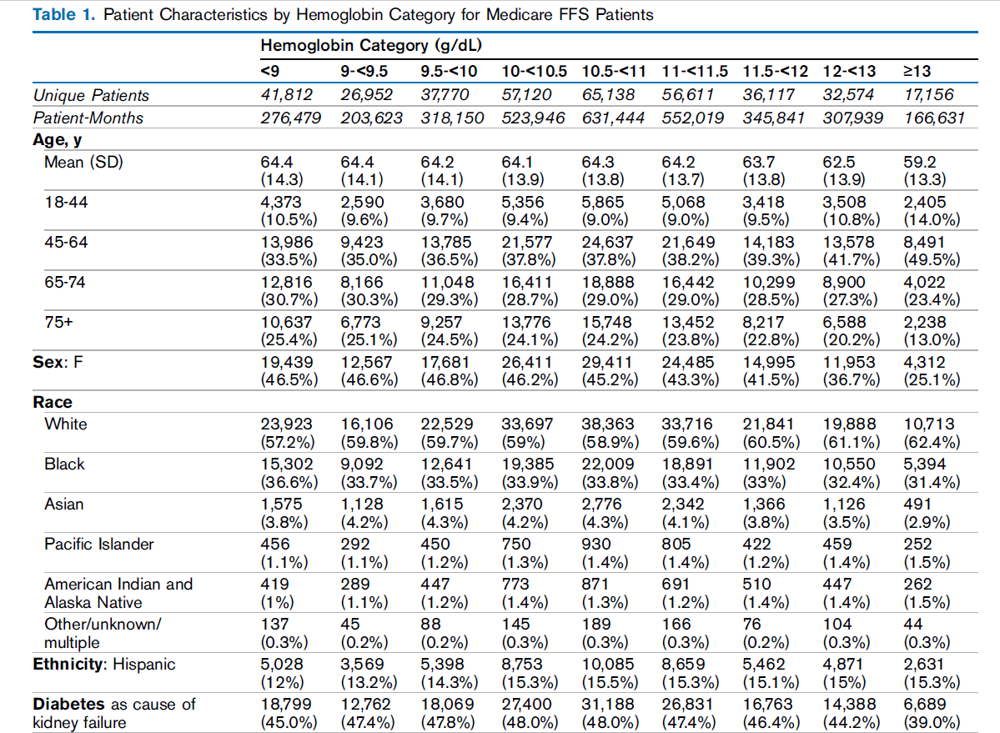 Table 1. Patient Characteristics by Hemoglobin Category for Medicare FFS Patients
Hemoglobin Category (g/dL)
<9 9-<9.5 9.5-<10 10-<10.5 10.5-<11 11-<11.5 11.5-<12 12-<13 ≥13
Unique Patients 41,812 26,952 37,770 57,120 65,138 56,611 36,117 32,574 17,156
Patient-Months 276,479 203,623 318,150 523,946 631,444 552,019 345,841 307,939 166,631
Age, y
Mean (SD) 64.4 64.4 64.2 64.1 64.3 64.2 63.7 62.5 59.2
(14.3) (14.1) (14.1) (13.9) (13.8) (13.7) (13.8) (13.9) (13.3)
18-44 4,373 2,590 3,680 5,356 5,865 5,068 3,418 3,508 2,405
(10.5%) (9.6%) (9.7%) (9.4%) (9.0%) (9.0%) (9.5%) (10.8%) (14.0%)
45-64 13,986 9,423 13,785 21,577 24,637 21,649 14,183 13,578 8,491
(33.5%) (35.0%) (36.5%) (37.8%) (37.8%) (38.2%) (39.3%) (41.7%) (49.5%)
65-74 12,816 8,166 11,048 16,411 18,888 16,442 10,299 8,900 4,022
(30.7%) (30.3%) (29.3%) (28.7%) (29.0%) (29.0%) (28.5%) (27.3%) (23.4%)
75+ 10,637 6,773 9,257 13,776 15,748 13,452 8,217 6,588 2,238
(25.4%) (25.1%) (24.5%) (24.1%) (24.2%) (23.8%) (22.8%) (20.2%) (13.0%)
Sex: F 19,439 12,567 17,681 26,411 29,411 24,485 14,995 11,953 4,312
(46.5%) (46.6%) (46.8%) (46.2%) (45.2%) (43.3%) (41.5%) (36.7%) (25.1%)
Race
White 23,923 16,106 22,529 33,697 38,363 33,716 21,841 19,888 10,713
(57.2%) (59.8%) (59.7%) (59%) (58.9%) (59.6%) (60.5%) (61.1%) (62.4%)
Black 15,302 9,092 12,641 19,385 22,009 18,891 11,902 10,550 5,394
(36.6%) (33.7%) (33.5%) (33.9%) (33.8%) (33.4%) (33%) (32.4%) (31.4%)
Asian 1,575 1,128 1,615 2,370 2,776 2,342 1,366 1,126 491
(3.8%) (4.2%) (4.3%) (4.2%) (4.3%) (4.1%) (3.8%) (3.5%) (2.9%)
Pacific Islander 456 292 450 750 930 805 422 459 252
(1.1%) (1.1%) (1.2%) (1.3%) (1.4%) (1.4%) (1.2%) (1.4%) (1.5%)
American Indian and 419 289 447 773 871 691 510 447 262
Alaska Native (1%) (1.1%) (1.2%) (1.4%) (1.3%) (1.2%) (1.4%) (1.4%) (1.5%)
Other/unknown/ 137 45 88 145 189 166 76 104 44
multiple (0.3%) (0.2%) (0.2%) (0.3%) (0.3%) (0.3%) (0.2%) (0.3%) (0.3%)
Ethnicity: Hispanic 5,028 3,569 5,398 8,753 10,085 8,659 5,462 4,871 2,631
(12%) (13.2%) (14.3%) (15.3%) (15.5%) (15.3%) (15.1%) (15%) (15.3%)
Diabetes as cause of 18,799 12,762 18,069 27,400 31,188 26,831 16,763 14,388 6,689
kidney failure (45.0%) (47.4%) (47.8%) (48.0%) (48.0%) (47.4%) (46.4%) (44.2%) (39.0%)